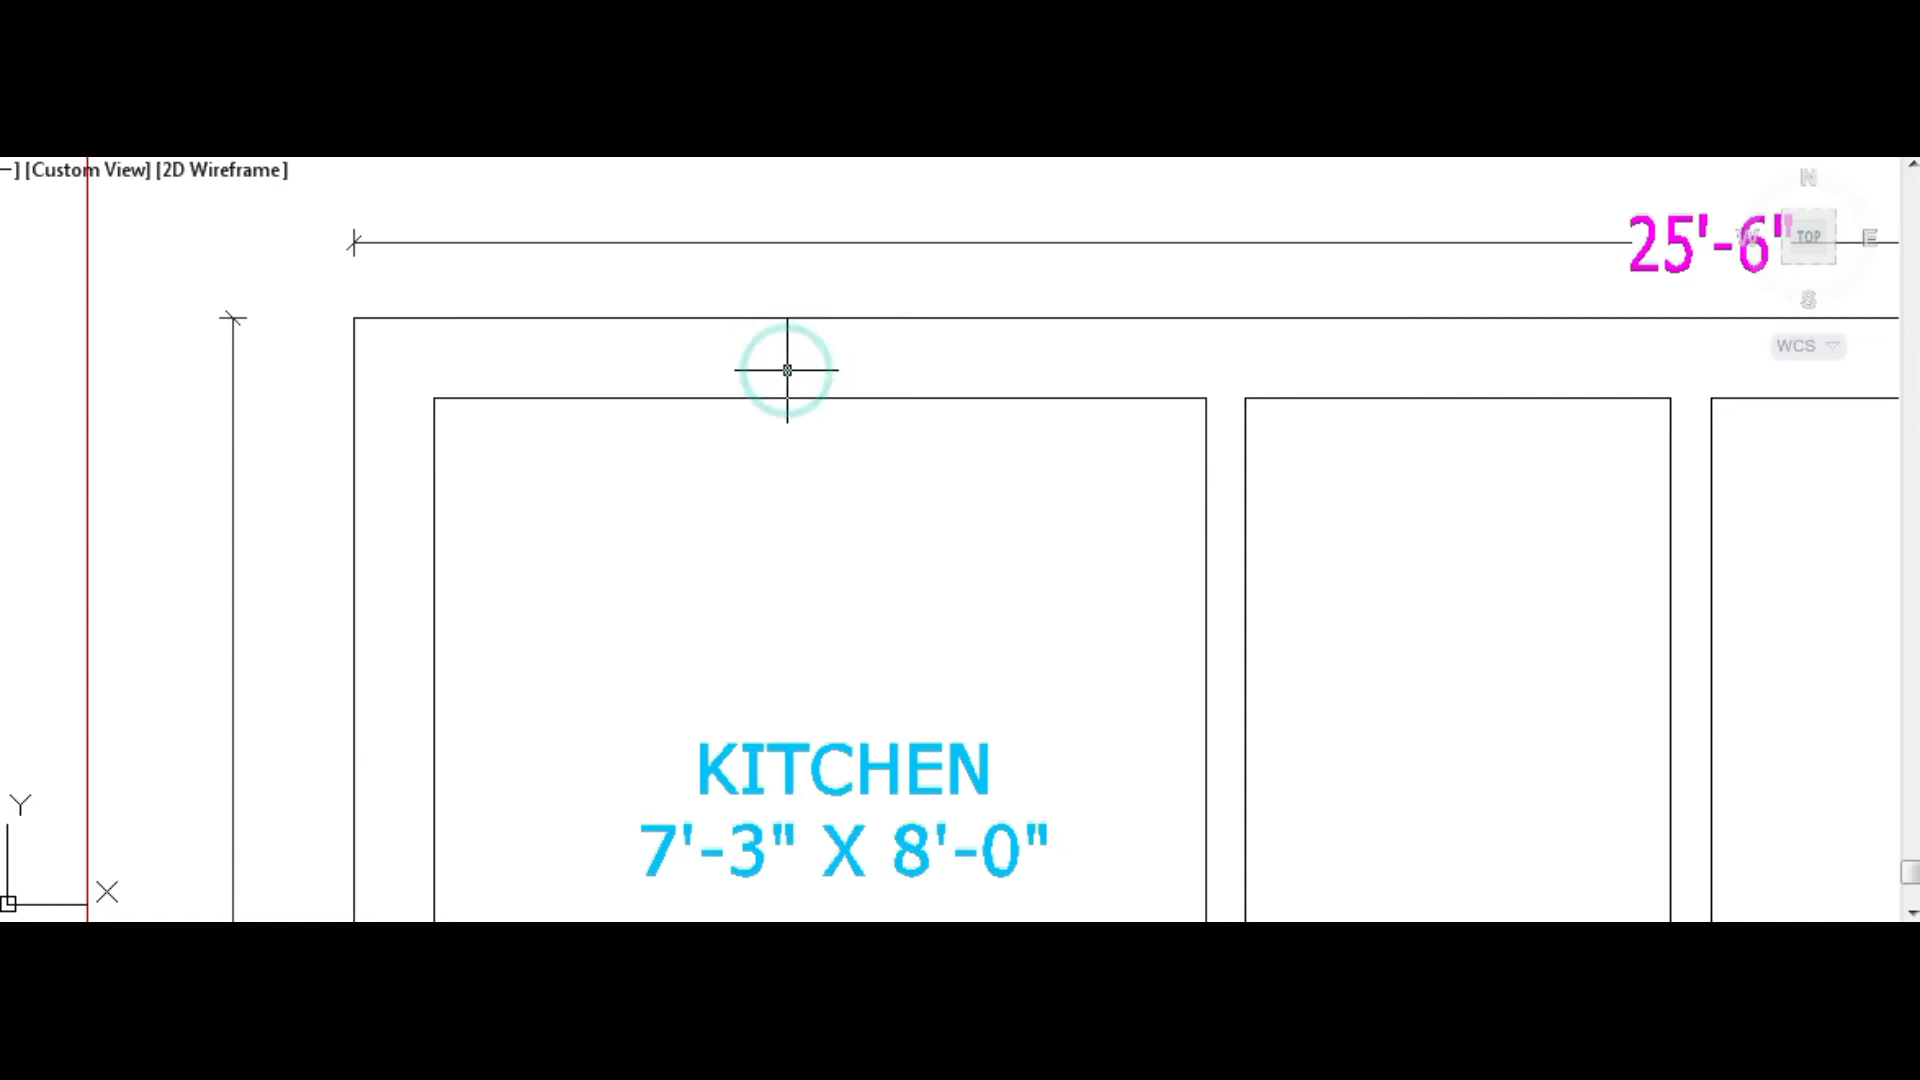 –] [Custom View] [2D Wireframe]
N
25'-6"
W
TOP
E
S
WCS
KITCHEN
7'-3" X 8'-0"
Y
X